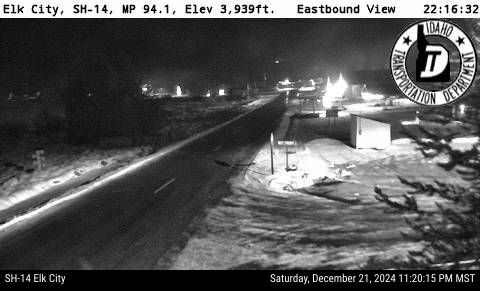 Elk City, SH-14, MP 94.1, Elev 3,939ft. Eastbound View 22:16:32
IDAHO
TRANSPORTATION DEPARTMENT
SH-14 Elk City
Saturday, December 21, 2024 11:20:15 PM MST